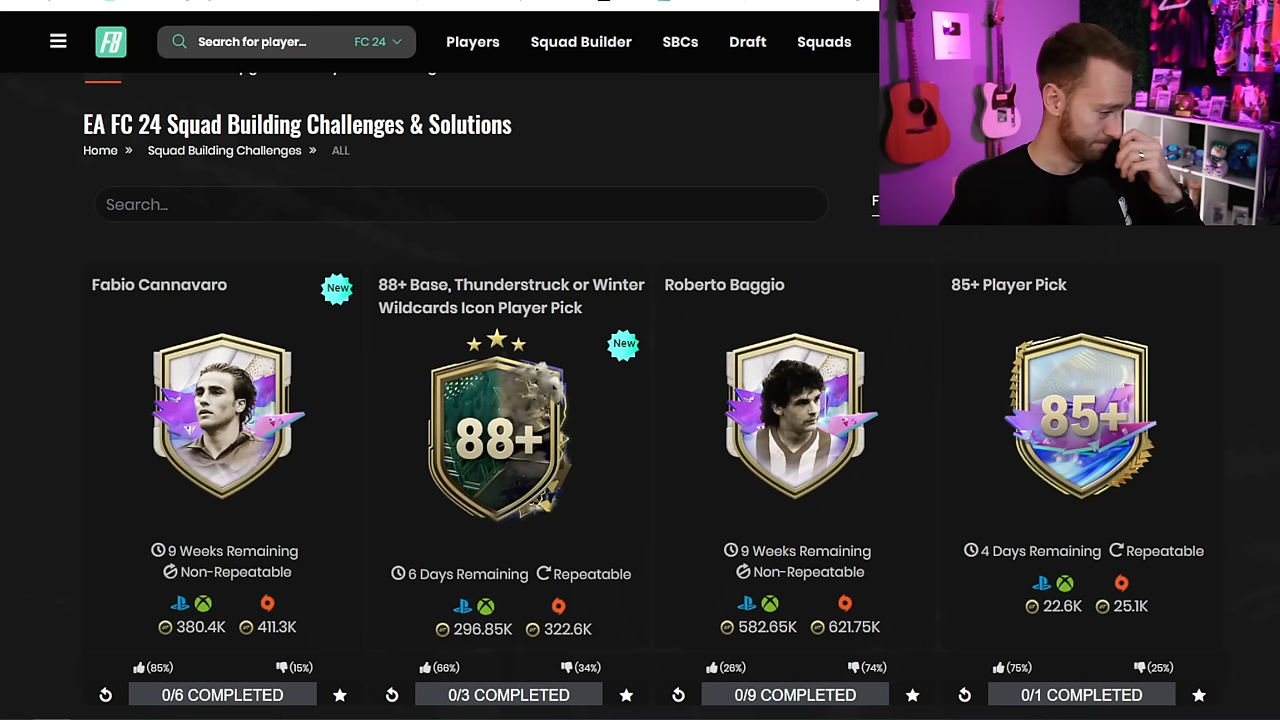 FB
Search for player...
FC 24
Players
Squad Builder
SBCs
Draft
Squads
EA FC 24 Squad Building Challenges & Solutions
Home » Squad Building Challenges » ALL
Search...
F
Fabio Cannavaro
New
9 Weeks Remaining
Non-Repeatable
380.4K 411.3K
(85%) (15%)
0/6 COMPLETED
88+ Base, Thunderstruck or Winter
Wildcards Icon Player Pick
New
88+
6 Days Remaining Repeatable
296.85K 322.6K
(66%) (34%)
0/3 COMPLETED
Roberto Baggio
9 Weeks Remaining
Non-Repeatable
582.65K 621.75K
(26%) (74%)
0/9 COMPLETED
85+ Player Pick
85+
4 Days Remaining Repeatable
22.6K 25.1K
(75%) (25%)
0/1 COMPLETED